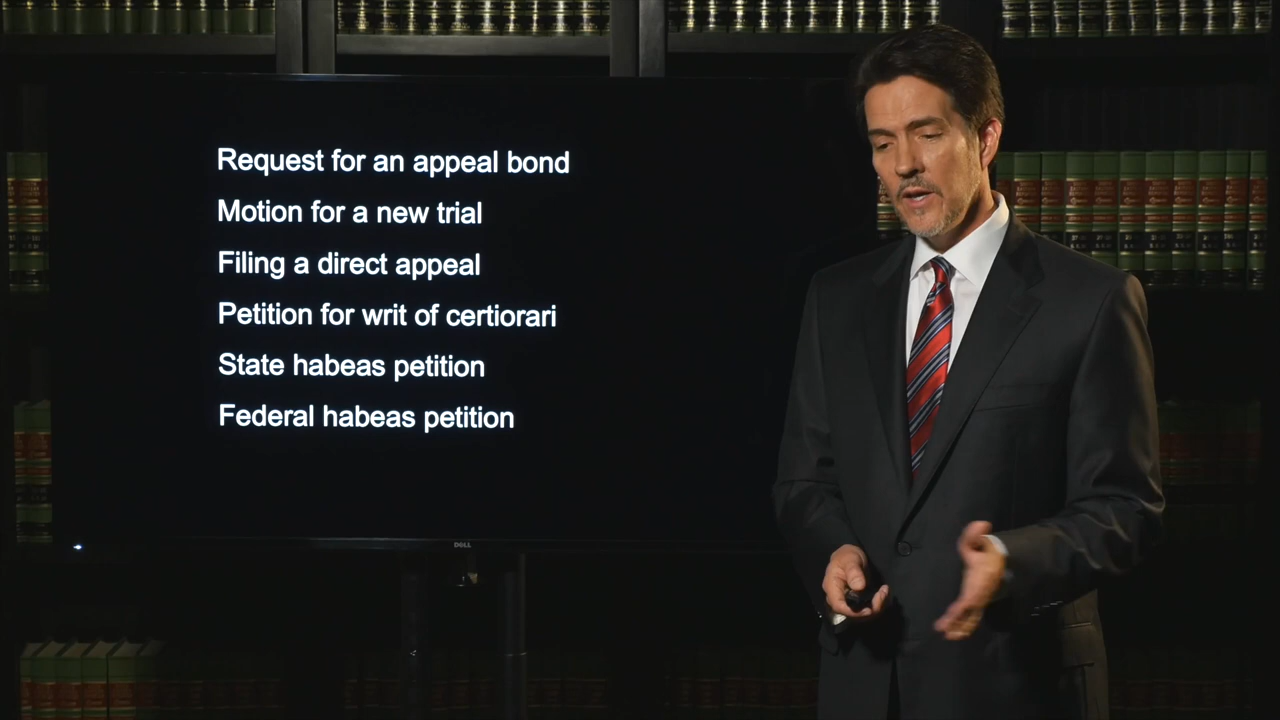 Request for an appeal bond
Motion for a new trial
Filing a direct appeal
Petition for writ of certiorari
State habeas petition
Federal habeas petition
DELL